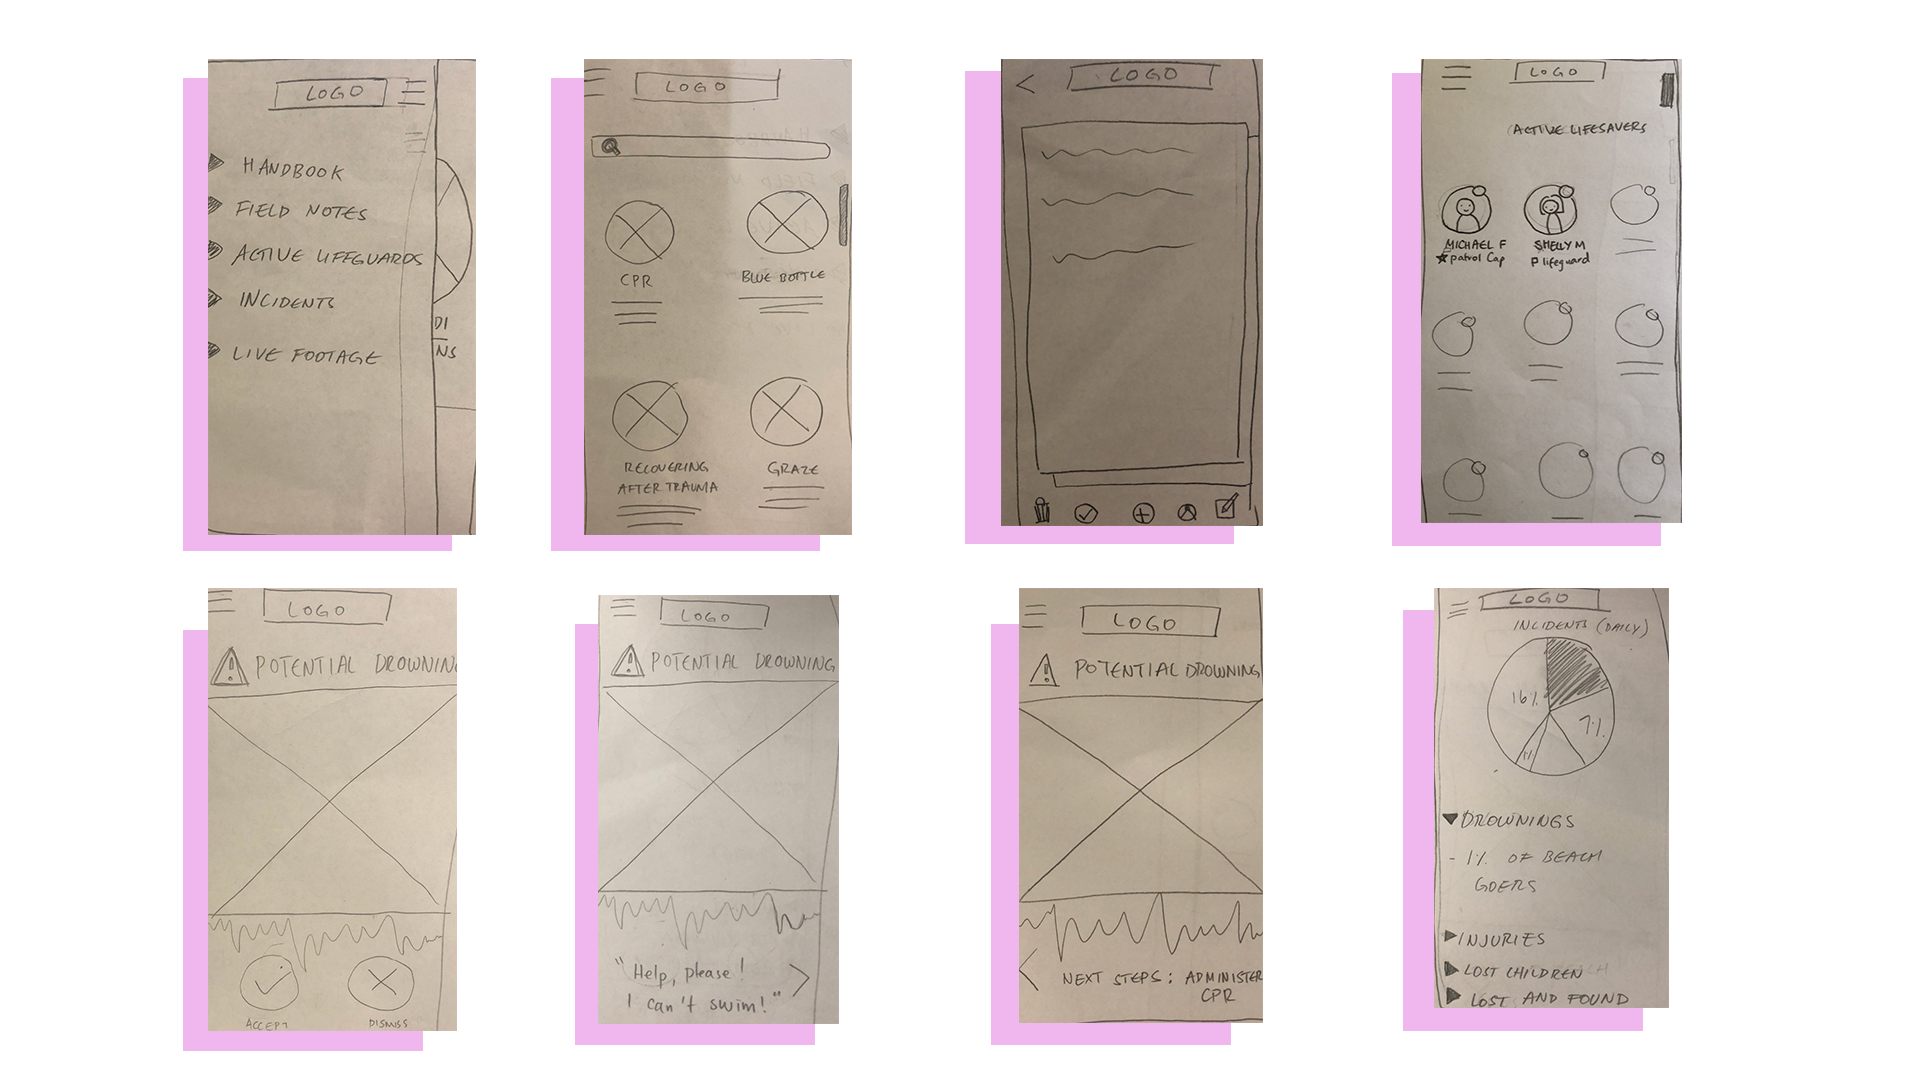 LOGO
HANDBOOK
FIELD NOTES
ACTIVE LIFEGUARDS
INCIDENTS
LIVE FOOTAGE
DI
NS
LOGO
CPR
BLUE BOTTLE
RECOVERING
AFTER TRAUMA
GRAZE
LOGO
LOGO
ACTIVE LIFESAVERS
MICHAEL F
patrol Cap
SHELLY M
P lifeguard
LOGO
POTENTIAL DROWNING
ACCEPT
DISMISS
LOGO
POTENTIAL DROWNING
"Help, please!
I can't swim!"
LOGO
POTENTIAL DROWNING
NEXT STEPS: ADMINISTER
CPR
LOGO
INCIDENTS (DAILY)
16%
7%
1%
DROWNINGS
- 1% OF BEACH
GOERS
INJURIES
LOST CHILDREN
LOST AND FOUND